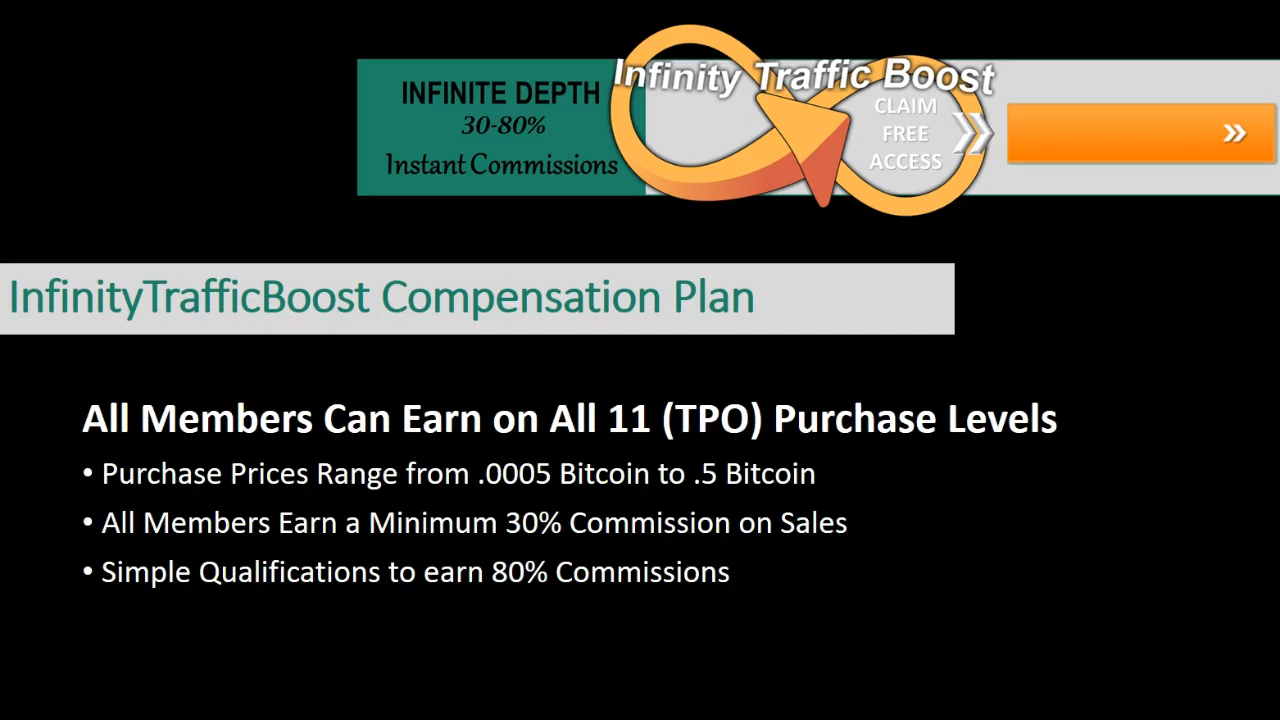 INFINITE DEPTH
30-80%
Instant Commissions
Infinity Traffic Boost
CLAIM
FREE
ACCESS
InfinityTrafficBoost Compensation Plan
All Members Can Earn on All 11 (TPO) Purchase Levels
• Purchase Prices Range from .0005 Bitcoin to .5 Bitcoin
• All Members Earn a Minimum 30% Commission on Sales
• Simple Qualifications to earn 80% Commissions